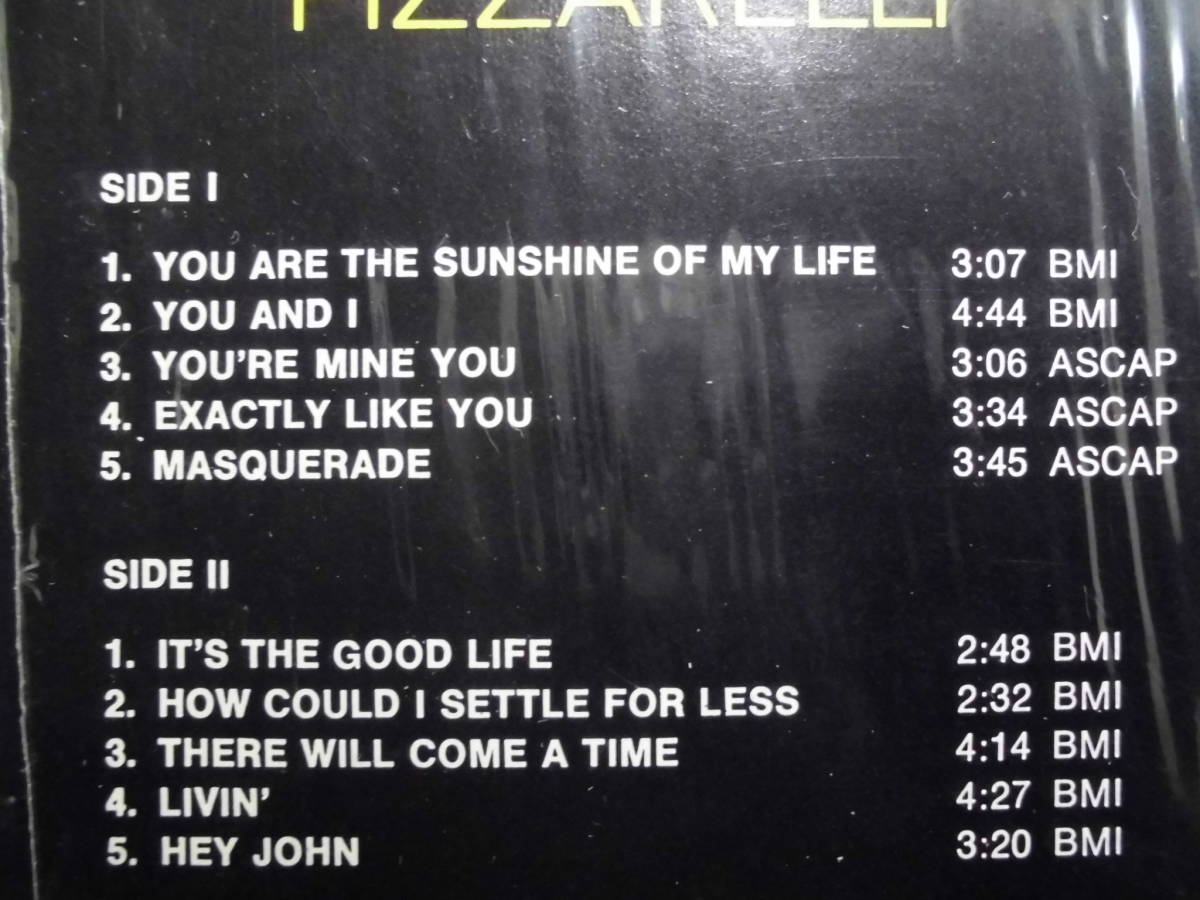 PIZZARELLI
SIDE I
1. YOU ARE THE SUNSHINE OF MY LIFE 3:07 BMI
2. YOU AND I 4:44 BMI
3. YOU'RE MINE YOU 3:06 ASCAP
4. EXACTLY LIKE YOU 3:34 ASCAP
5. MASQUERADE 3:45 ASCAP
SIDE II
1. IT'S THE GOOD LIFE 2:48 BMI
2. HOW COULD I SETTLE FOR LESS 2:32 BMI
3. THERE WILL COME A TIME 4:14 BMI
4. LIVIN' 4:27 BMI
5. HEY JOHN 3:20 BMI